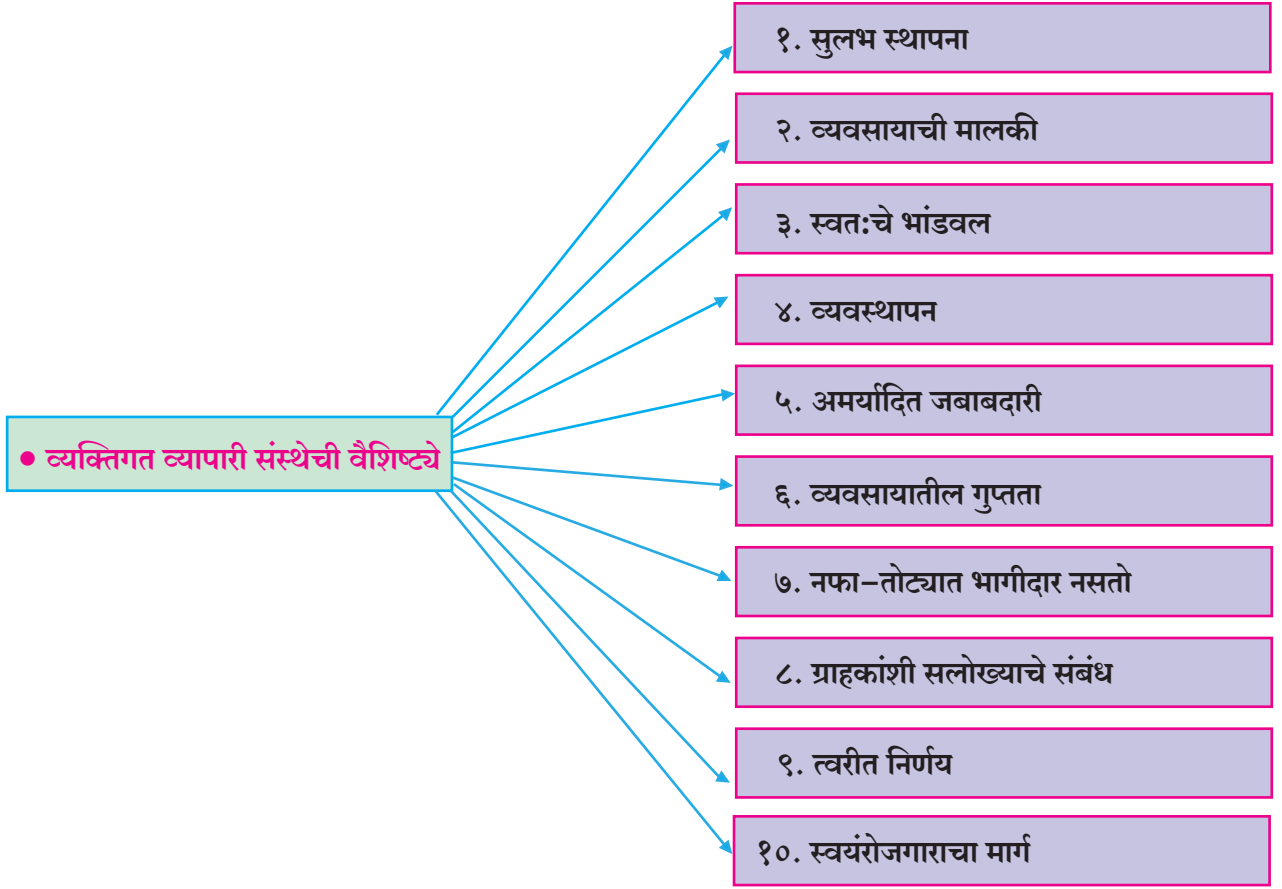 १. सुलभ स्थापना
२. व्यवसायाची मालकी
३. स्वत:चे भांडवल
४. व्यवस्थापन
५. अमर्यादित जबाबदारी
• व्यक्तिगत व्यापारी संस्थेची वैशिष्ट्ये
६. व्यवसायातील गुप्तता
७. नफा–तोट्यात भागीदार नसतो
८. ग्राहकांशी सलोख्याचे संबंध
९. त्वरीत निर्णय
१०. स्वयंरोजगाराचा मार्ग